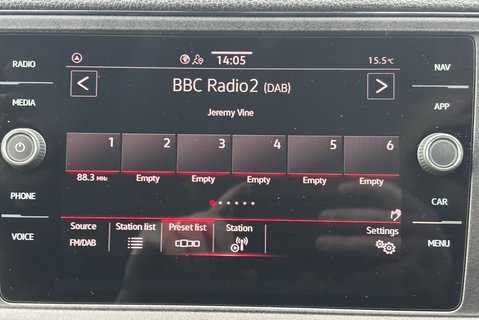 RADIO
MEDIA
PHONE
VOICE
14:05
15.5°C
BBC Radio2 (DAB)
Jeremy Vine
1 2 3 4 5 6
88.3 MHz Empty Empty Empty Empty Empty
Source Station list Preset list Station Settings
FM/DAB
NAV
APP
CAR
MENU